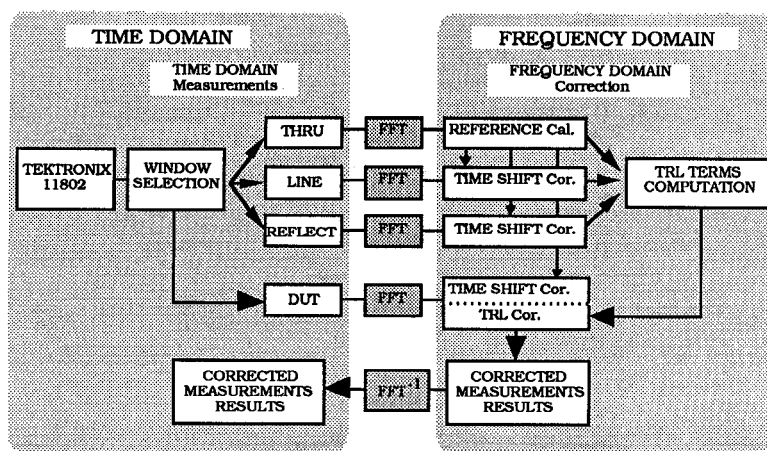 TIME DOMAIN
FREQUENCY DOMAIN
TIME DOMAIN
Measurements
FREQUENCY DOMAIN
Correction
THRU
FFT
REFERENCE Cal.
TEKTRONIX
11802
WINDOW
SELECTION
LINE
FFT
TIME SHIFT Cor.
TRL TERMS
COMPUTATION
REFLECT
FFT
TIME SHIFT Cor.
DUT
FFT
TIME SHIFT Cor.
TRL Cor.
CORRECTED
MEASUREMENTS
RESULTS
FFT-1
CORRECTED
MEASUREMENTS
RESULTS